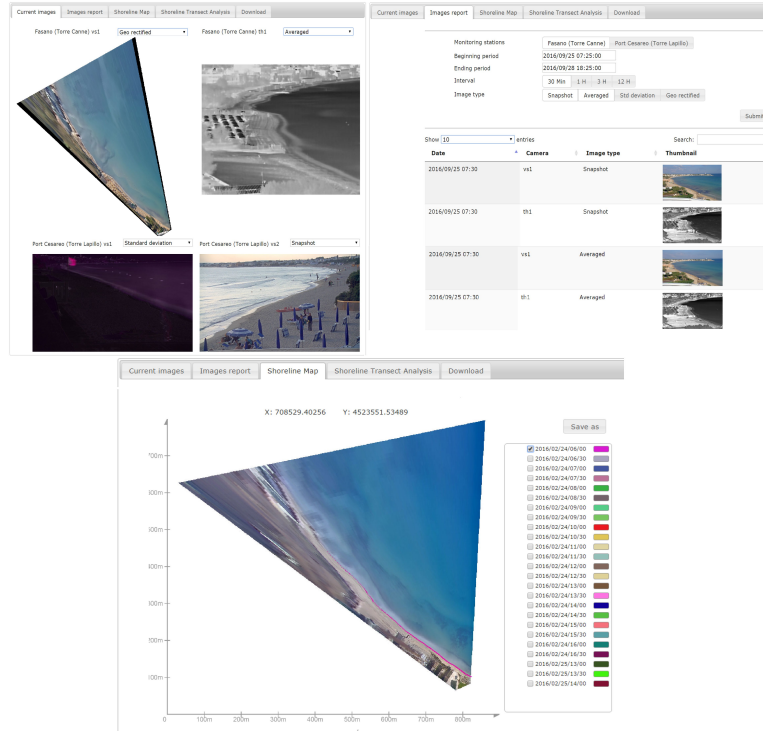 Current images Images report Shoreline Map Shoreline Transect Analysis Download
Fasano (Torre Canne) vs1 Geo rectified Fasano (Torre Canne) th1 Averaged
Port Cesareo (Torre Lapillo) vs1 Standard deviation Port Cesareo (Torre Lapillo) vs2 Snapshot
Current images Images report Shoreline Map Shoreline Transect Analysis Download
Monitoring stations Fasano (Torre Canne) Port Cesareo (Torre Lapillo)
Beginning period 2016/09/25 07:25:00
Ending period 2016/09/28 18:25:00
Interval 30 Min 1 H 3 H 12 H
Image type Snapshot Averaged Std deviation Geo rectified
Submit
Show 10 entries Search:
Date Camera Image type Thumbnail
2016/09/25 07:30 vs1 Snapshot
2016/09/25 07:30 th1 Snapshot
2016/09/25 07:30 vs1 Averaged
2016/09/25 07:30 th1 Averaged
Current images Images report Shoreline Map Shoreline Transect Analysis Download
X: 708529.40256 Y: 4523551.53489
Save as
2016/02/24/06/00
2016/02/24/06/30
2016/02/24/07/00
2016/02/24/07/30
2016/02/24/08/00
2016/02/24/08/30
2016/02/24/09/00
2016/02/24/09/30
2016/02/24/10/00
2016/02/24/10/30
2016/02/24/11/00
2016/02/24/11/30
2016/02/24/12/00
2016/02/24/12/30
2016/02/24/13/00
2016/02/24/13/30
2016/02/24/14/00
2016/02/24/14/30
2016/02/24/15/00
2016/02/24/15/30
2016/02/24/16/00
2016/02/24/16/30
2016/02/25/13/00
2016/02/25/13/30
2016/02/25/14/00
0 100m 200m 300m 400m 500m 600m 700m 800m